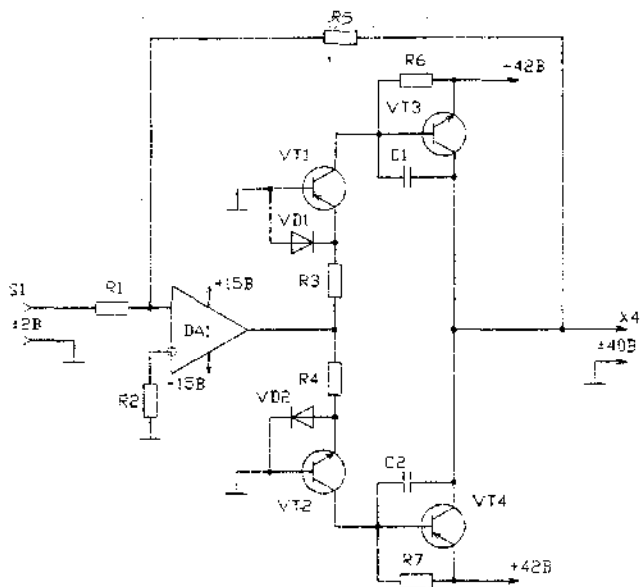 R5
R6
+42В
VT3
C1
VT1
VD1
R3
S1
R1
+15В
±2В
DA1
-15В
R2
X4
±40В
R4
VD2
VT2
C2
VT4
R7
+42В